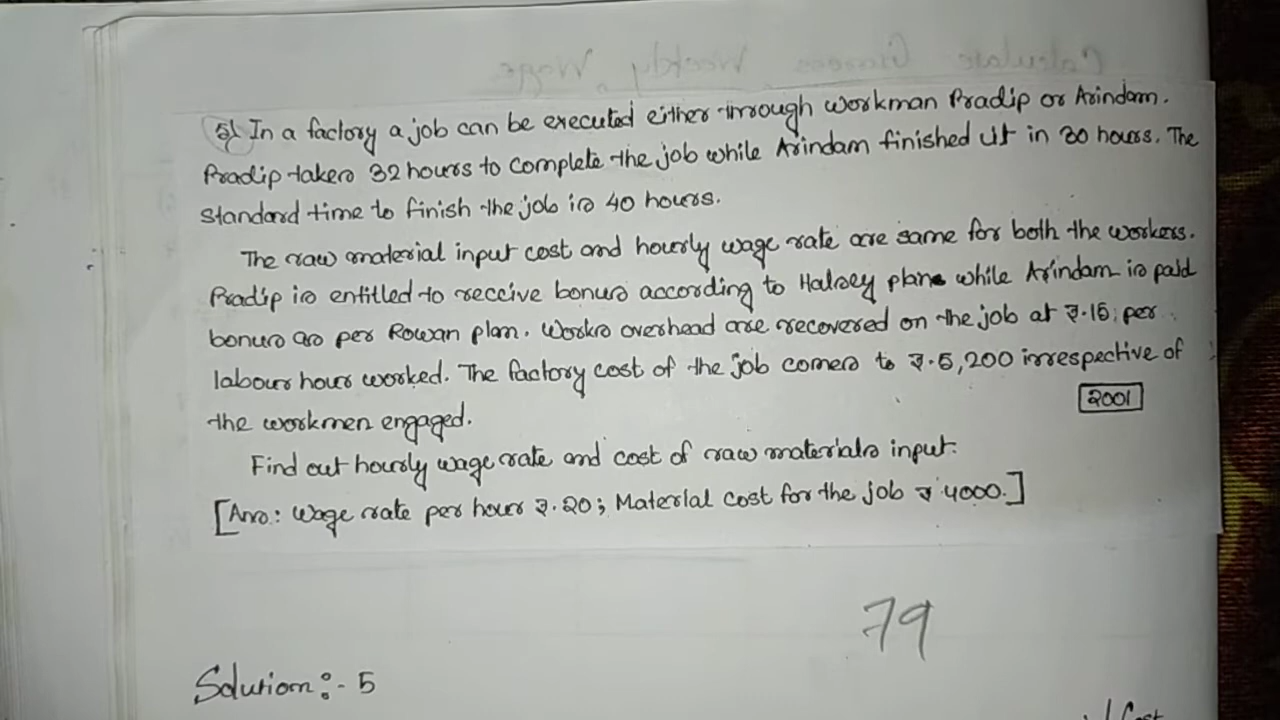 Calculate Gross Weekly Wage
5) In a factory a job can be executed either through workman Pradip or Arindam.
Pradip takes 32 hours to complete the job while Arindam finished it in 30 hours. The
standard time to finish the job is 40 hours.
The raw material input cost and hourly wage rate are same for both the workers.
Pradip is entitled to receive bonus according to Halsey plan while Arindam is paid
bonus as per Rowan plan. Works overhead are recovered on the job at ₹.15 per
labour hour worked. The factory cost of the job comes to ₹.5,200 irrespective of
the workmen engaged.
2001
Find out hourly wage rate and cost of raw materials input.
[Ans: Wage rate per hour ₹.20; Material cost for the job ₹ 4000.]
79
Solution:- 5
Cost